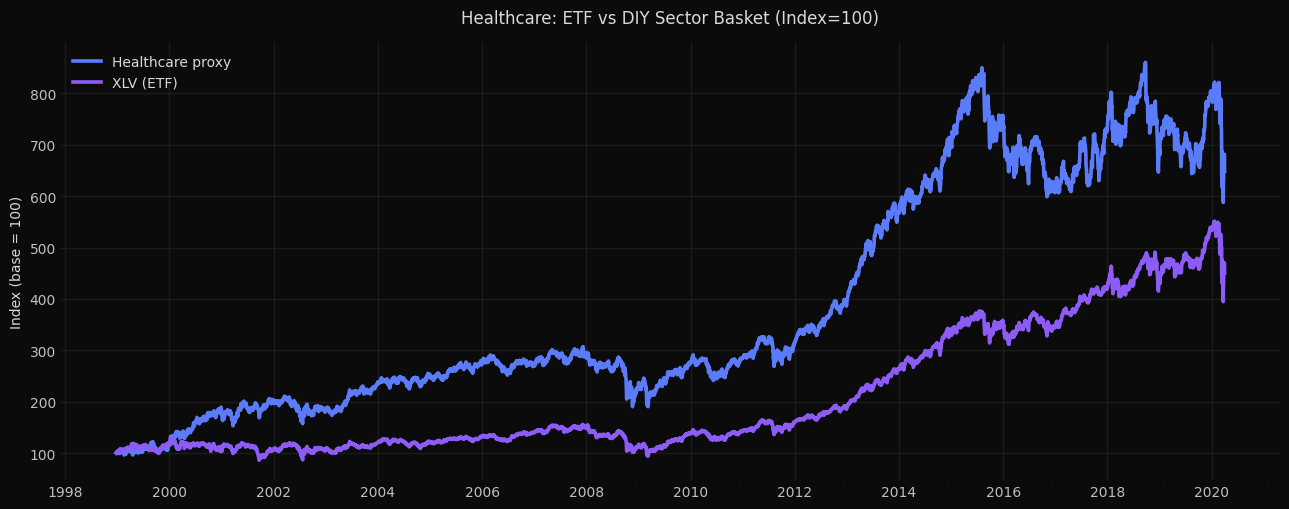 Healthcare: ETF vs DIY Sector Basket (Index=100)
Healthcare proxy
XLV (ETF)
Index (base = 100)
800
700
600
500
400
300
200
100
1998 2000 2002 2004 2006 2008 2010 2012 2014 2016 2018 2020